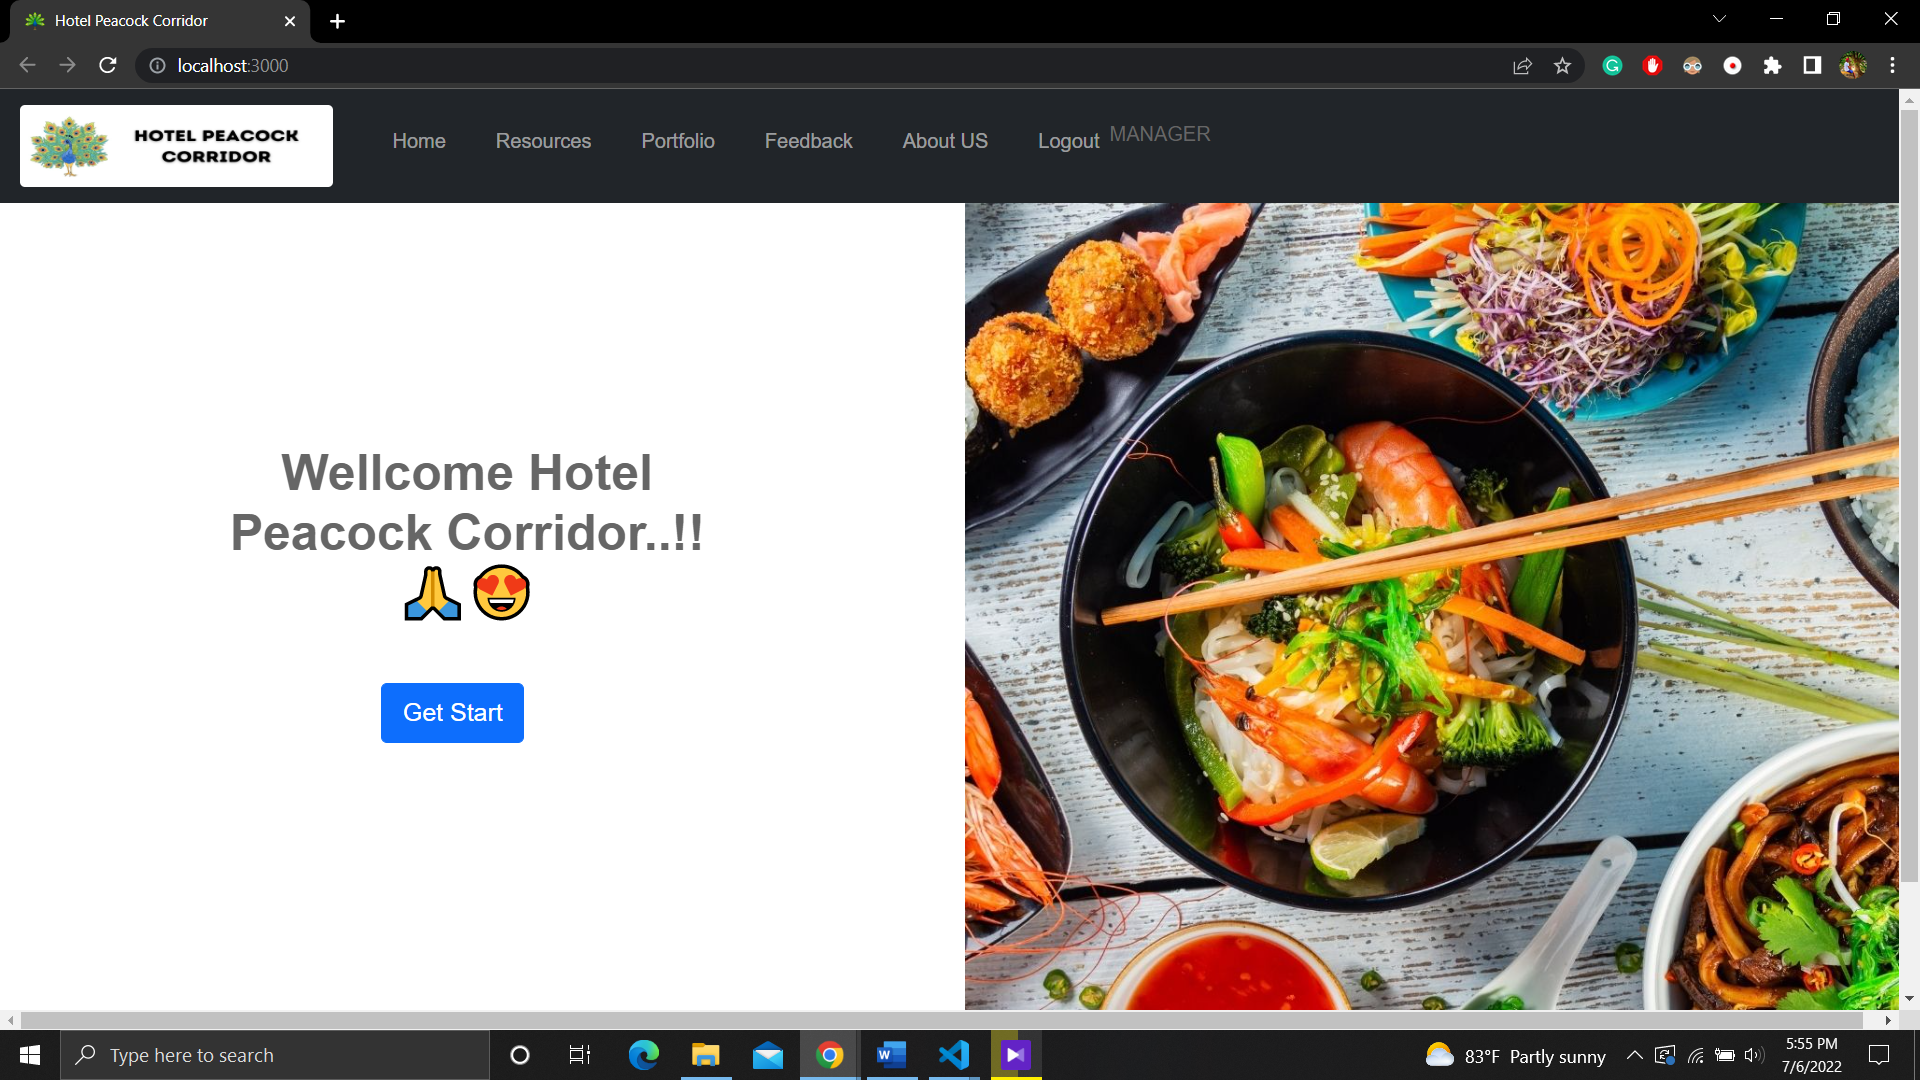 Hotel Peacock Corridor
localhost:3000
HOTEL PEACOCK
CORRIDOR
Home Resources Portfolio Feedback About US Logout MANAGER
Wellcome Hotel
Peacock Corridor..!!
🙏 😍
Get Start
Type here to search
83°F Partly sunny
5:55 PM
7/6/2022